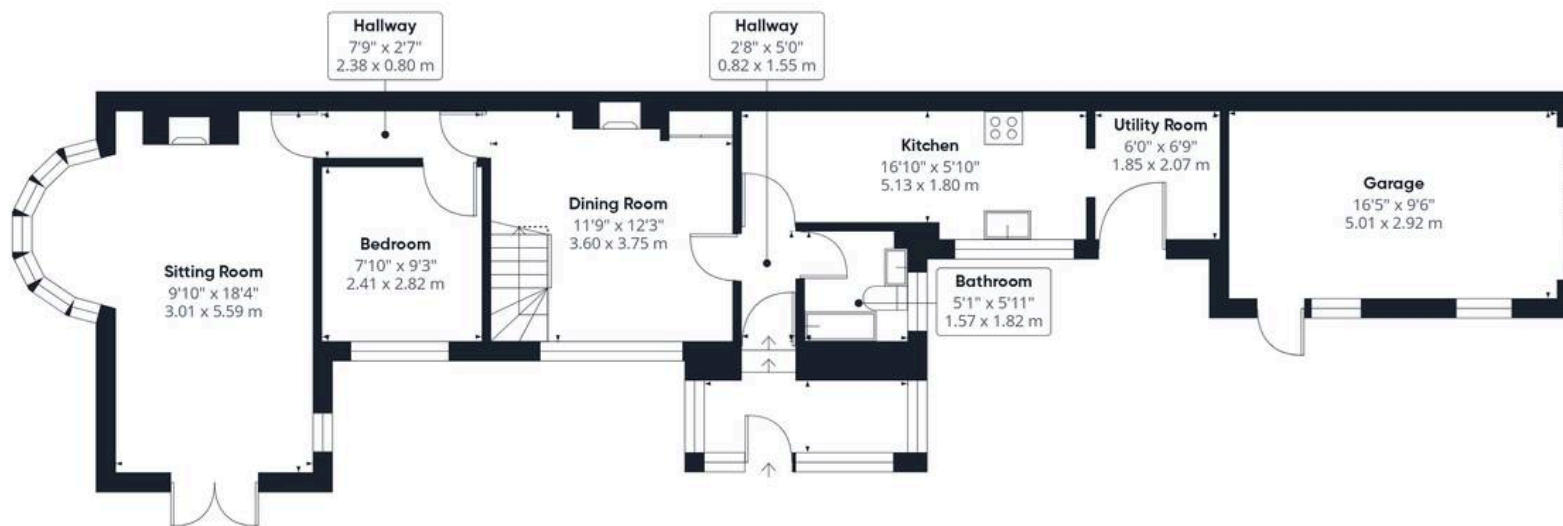 Hallway
7'9" x 2'7"
2.38 x 0.80 m
Hallway
2'8" x 5'0"
0.82 x 1.55 m
Kitchen
16'10" x 5'10"
5.13 x 1.80 m
Utility Room
6'0" x 6'9"
1.85 x 2.07 m
Garage
16'5" x 9'6"
5.01 x 2.92 m
Dining Room
11'9" x 12'3"
3.60 x 3.75 m
Bedroom
7'10" x 9'3"
2.41 x 2.82 m
Sitting Room
9'10" x 18'4"
3.01 x 5.59 m
Bathroom
5'1" x 5'11"
1.57 x 1.82 m